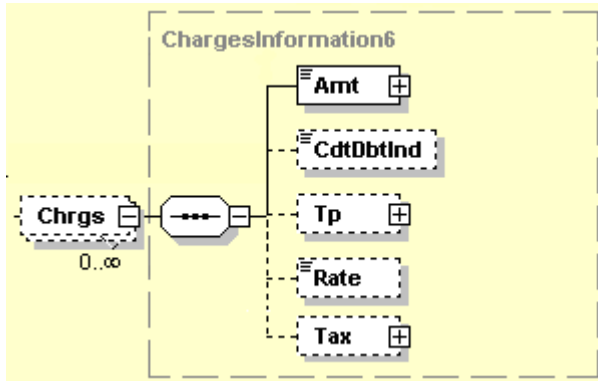 ChargesInformation6
Amt
CdtDbtInd
Chrgs
Tp
0..∞
Rate
Tax